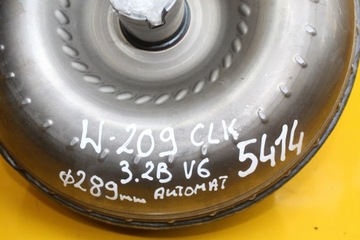 W-209 CLK
3.2B V6
5414
φ289mm AUTOMAT